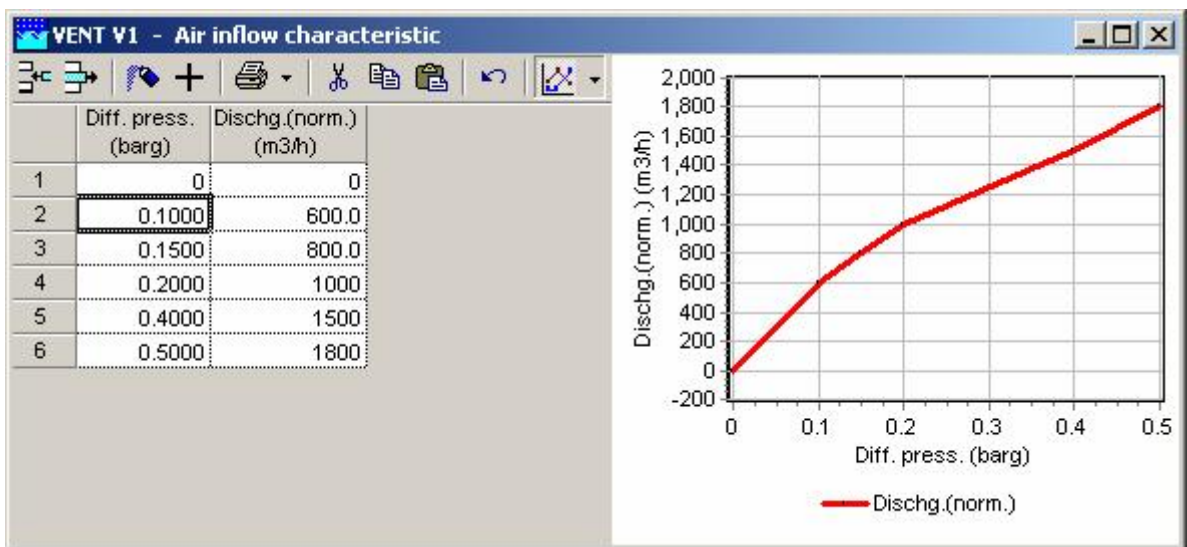 VENT V1 - Air inflow characteristic
Diff. press. (barg) Dischg.(norm.) (m3/h)
1 0 0
2 0.1000 600.0
3 0.1500 800.0
4 0.2000 1000
5 0.4000 1500
6 0.5000 1800
Dischg.(norm.) (m3/h)
2,000
1,800
1,600
1,400
1,200
1,000
800
600
400
200
0
-200
0 0.1 0.2 0.3 0.4 0.5
Diff. press. (barg)
Dischg.(norm.)